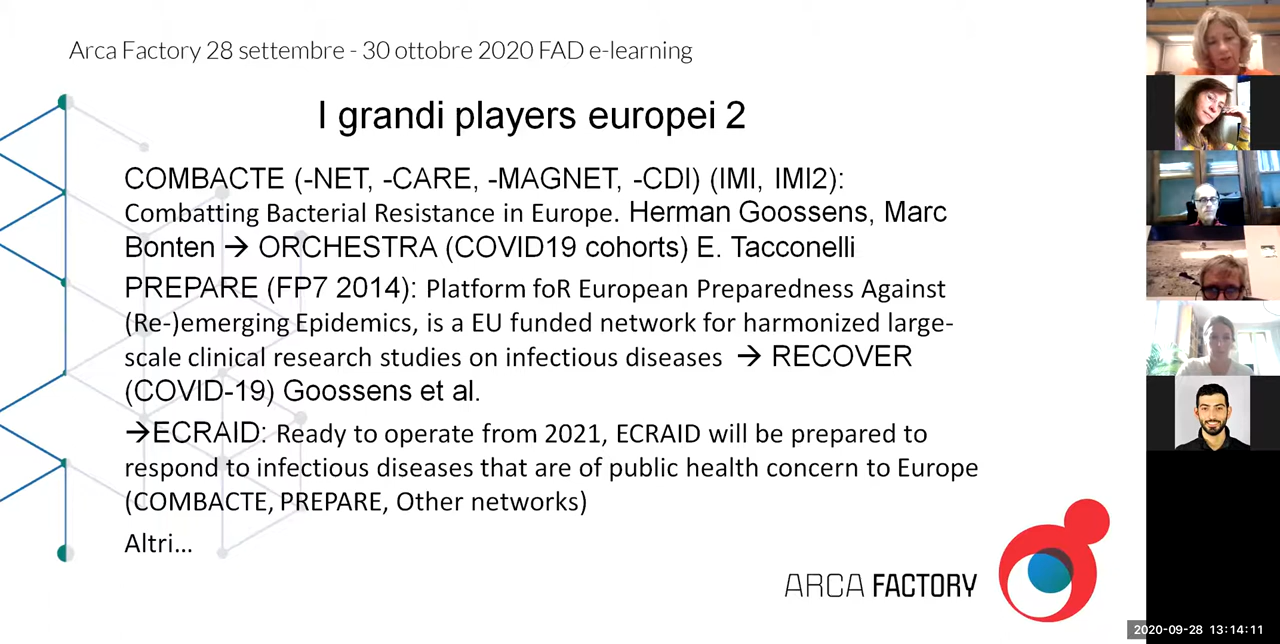 Arca Factory 28 settembre - 30 ottobre 2020 FAD e-learning
I grandi players europei 2
COMBACTE (-NET, -CARE, -MAGNET, -CDI) (IMI, IMI2):
Combatting Bacterial Resistance in Europe. Herman Goossens, Marc
Bonten → ORCHESTRA (COVID19 cohorts) E. Tacconelli
PREPARE (FP7 2014): Platform foR European Preparedness Against
(Re-)emerging Epidemics, is a EU funded network for harmonized large-
scale clinical research studies on infectious diseases → RECOVER
(COVID-19) Goossens et al.
→ECRAID: Ready to operate from 2021, ECRAID will be prepared to
respond to infectious diseases that are of public health concern to Europe
(COMBACTE, PREPARE, Other networks)
Altri...
ARCA FACTORY
2020-09-28 13:14:11